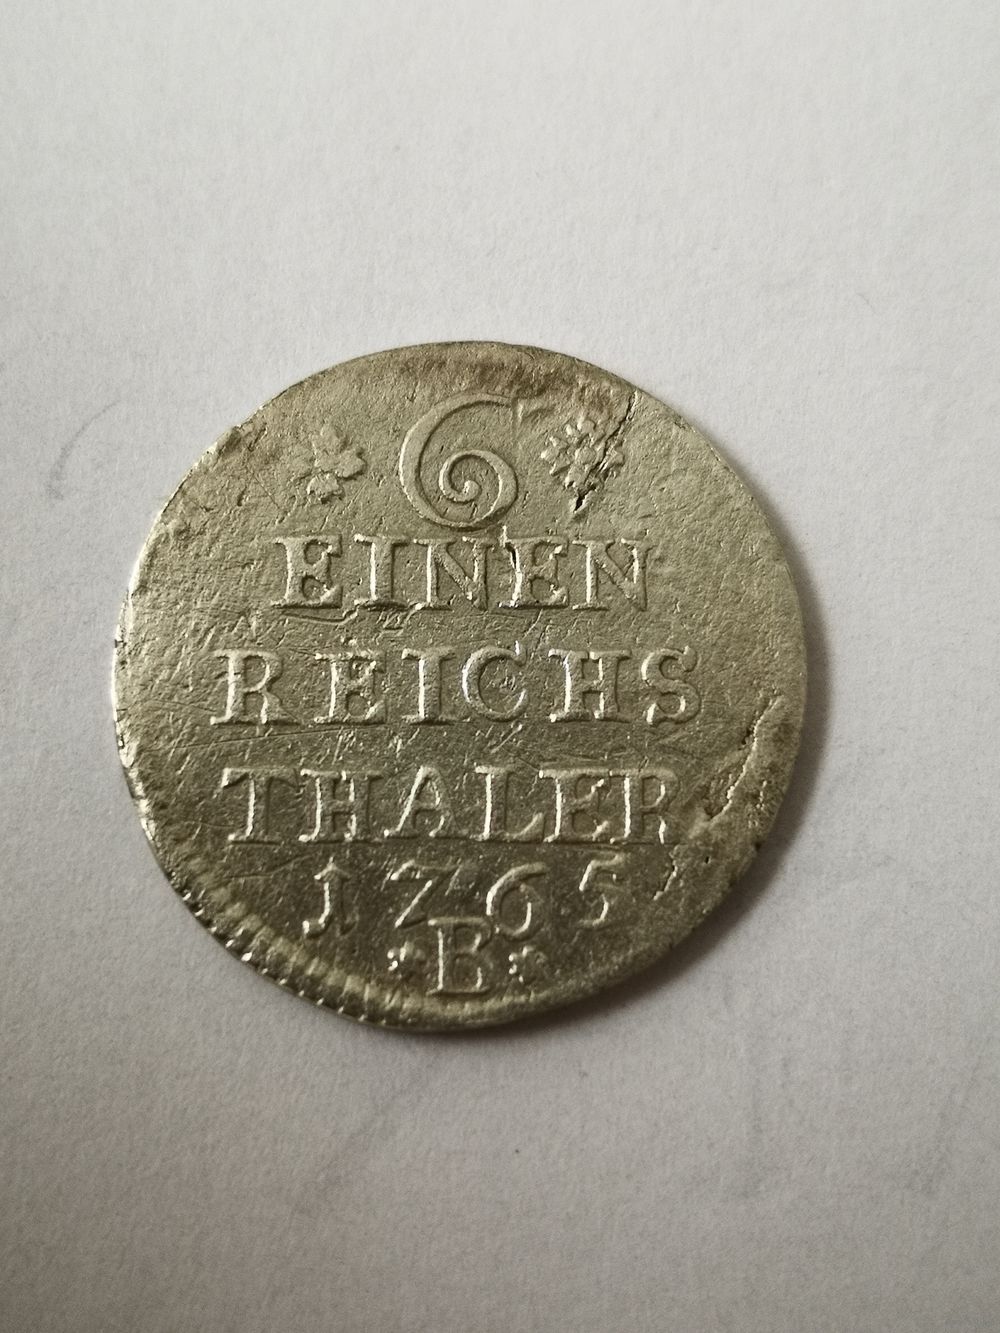 6
EINEN
REICHS
THALER
1765
*B*